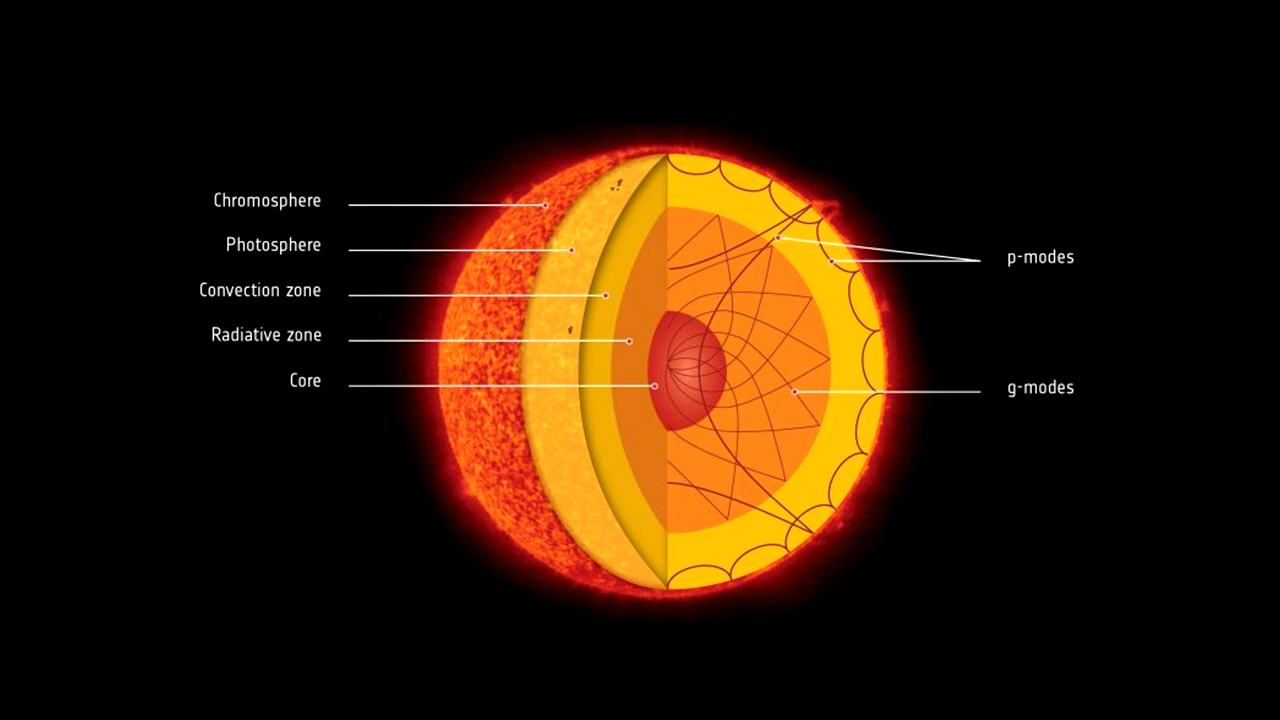 Chromosphere
Photosphere
Convection zone
Radiative zone
Core
p-modes
g-modes